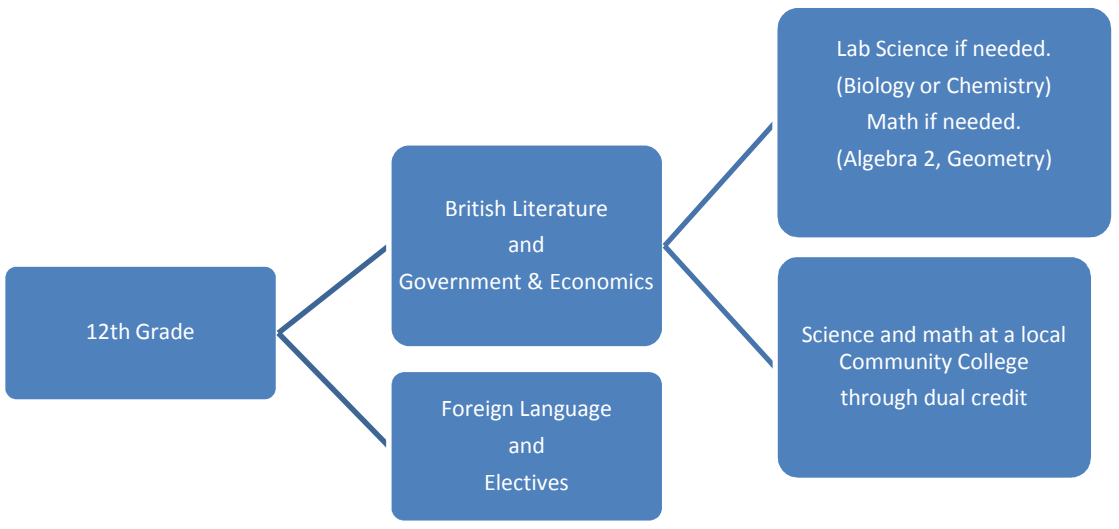 12th Grade
British Literature
and
Government & Economics
Foreign Language
and
Electives
Lab Science if needed.
(Biology or Chemistry)
Math if needed.
(Algebra 2, Geometry)
Science and math at a local
Community College
through dual credit